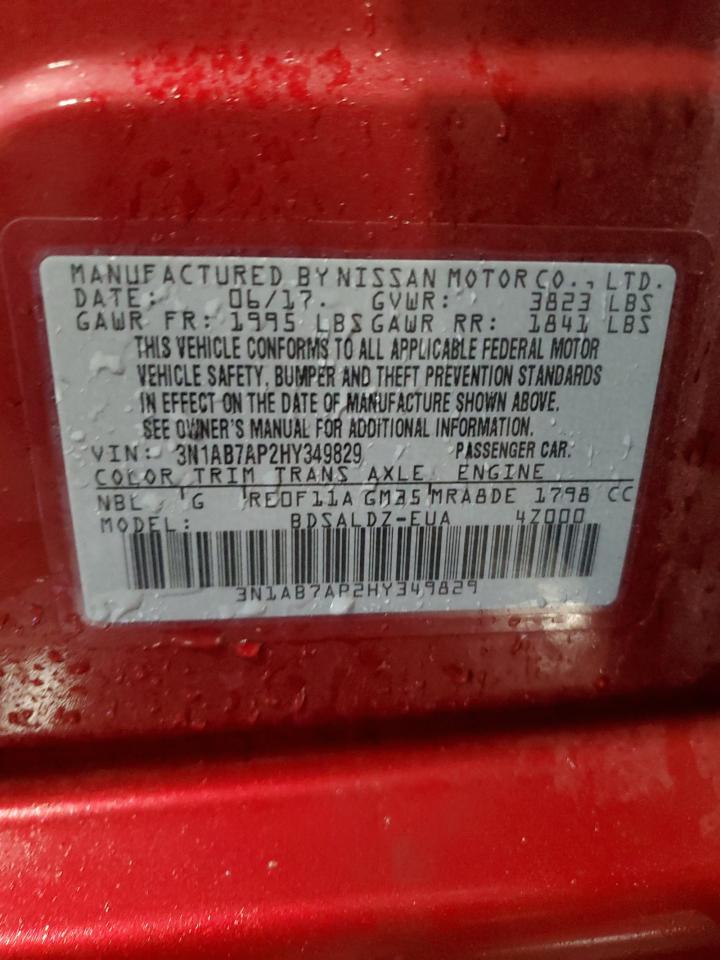 MANUFACTURED BY NISSAN MOTOR CO., LTD.
DATE: 06/17. GVWR: 3823 LBS
GAWR FR: 1995 LBS GAWR RR: 1841 LBS
THIS VEHICLE CONFORMS TO ALL APPLICABLE FEDERAL MOTOR
VEHICLE SAFETY, BUMPER AND THEFT PREVENTION STANDARDS
IN EFFECT ON THE DATE OF MANUFACTURE SHOWN ABOVE.
SEE OWNER'S MANUAL FOR ADDITIONAL INFORMATION.
VIN: 3N1AB7AP2HY349829 PASSENGER CAR.
COLOR TRIM TRANS AXLE ENGINE
NBL G RE0F11A GM35 MRA8DE 1798 CC
MODEL: BDSALDZ-EUA 4Z000
3N1AB7AP2HY349829